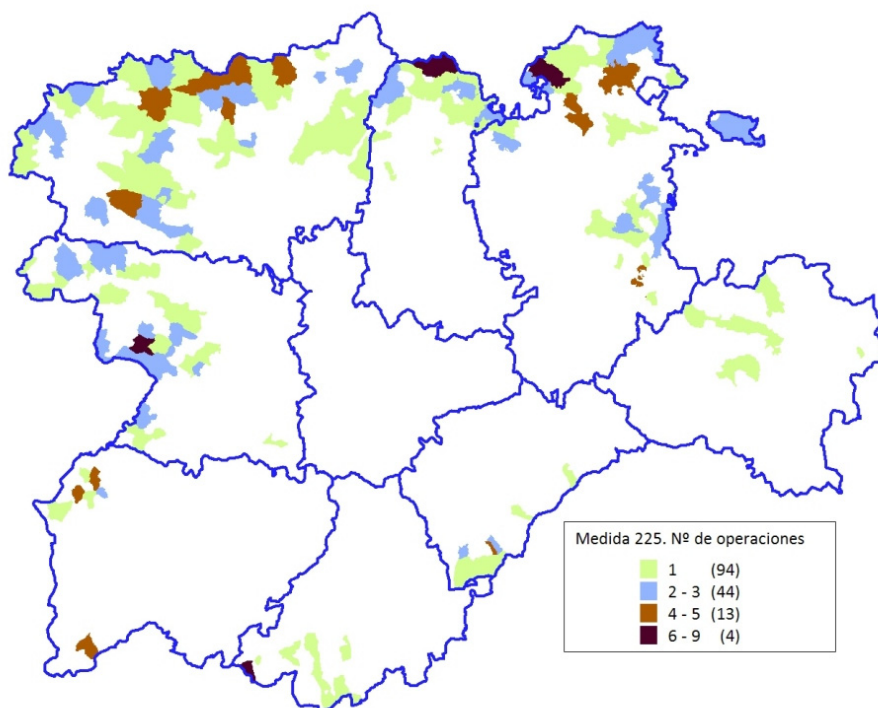 Medida 225. Nº de operaciones
1 (94)
2 - 3 (44)
4 - 5 (13)
6 - 9 (4)